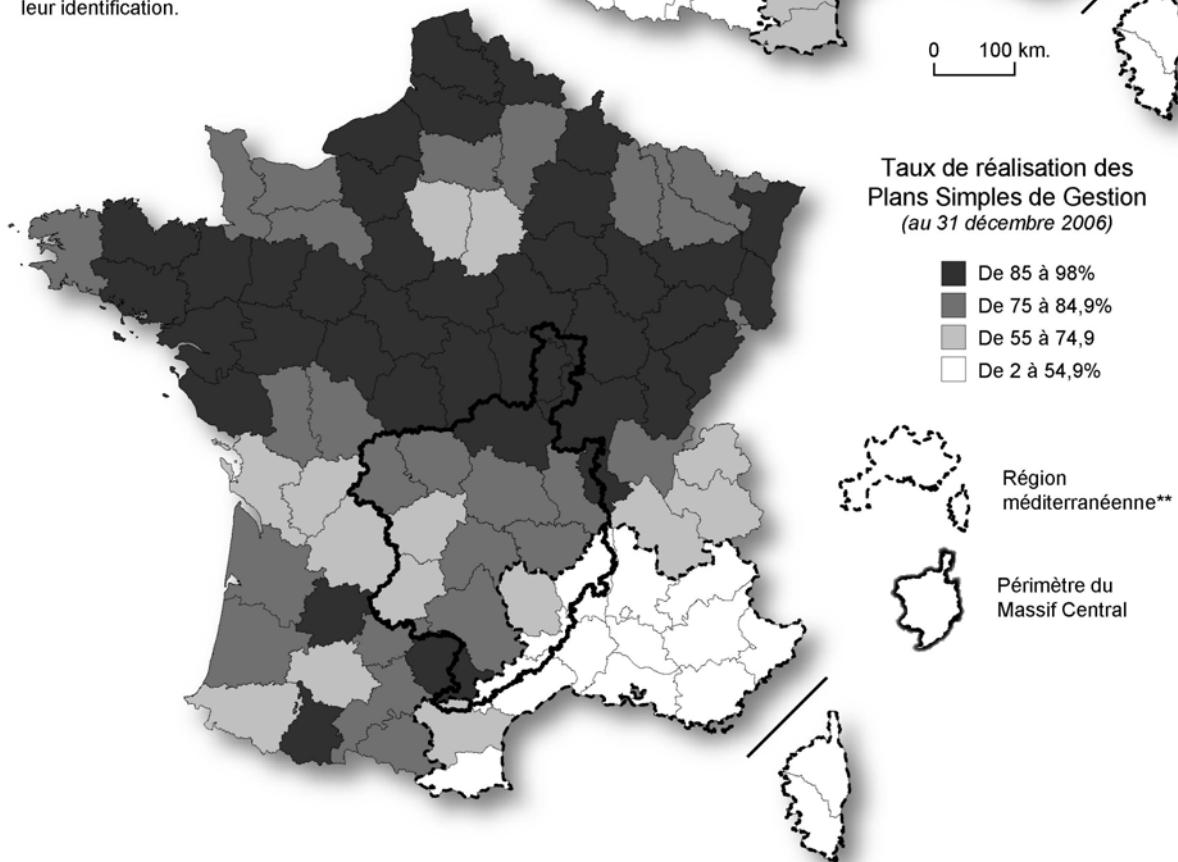 leur identification.
0 100 km.
Taux de réalisation des
Plans Simples de Gestion
(au 31 décembre 2006)
De 85 à 98%
De 75 à 84,9%
De 55 à 74,9
De 2 à 54,9%
Région
méditerranéenne**
Périmètre du
Massif Central